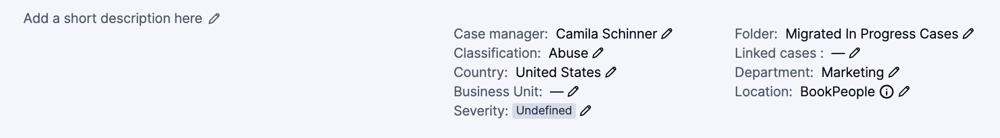 Add a short description here
Case manager: Camila Schinner
Classification: Abuse
Country: United States
Business Unit: —
Severity: Undefined
Folder: Migrated In Progress Cases
Linked cases : —
Department: Marketing
Location: BookPeople